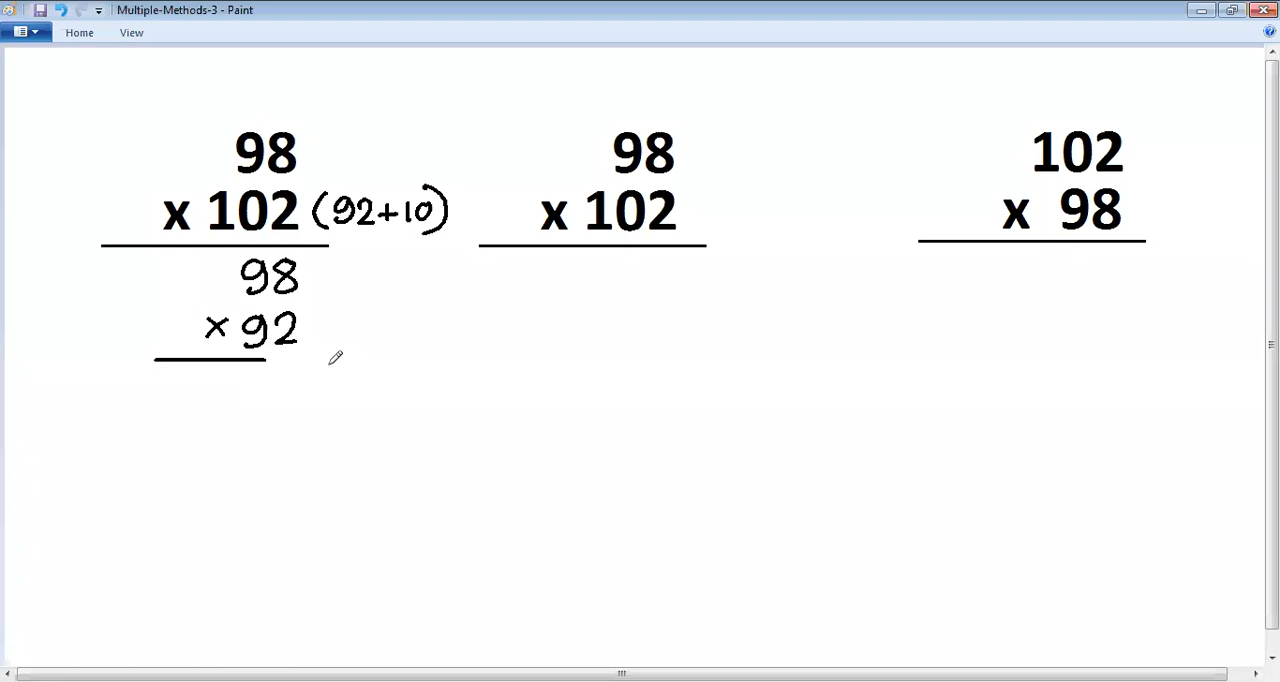 Multiple-Methods-3 - Paint
Home View
98
x 102 (92+10)
98
× 92
98
x 102
102
x 98